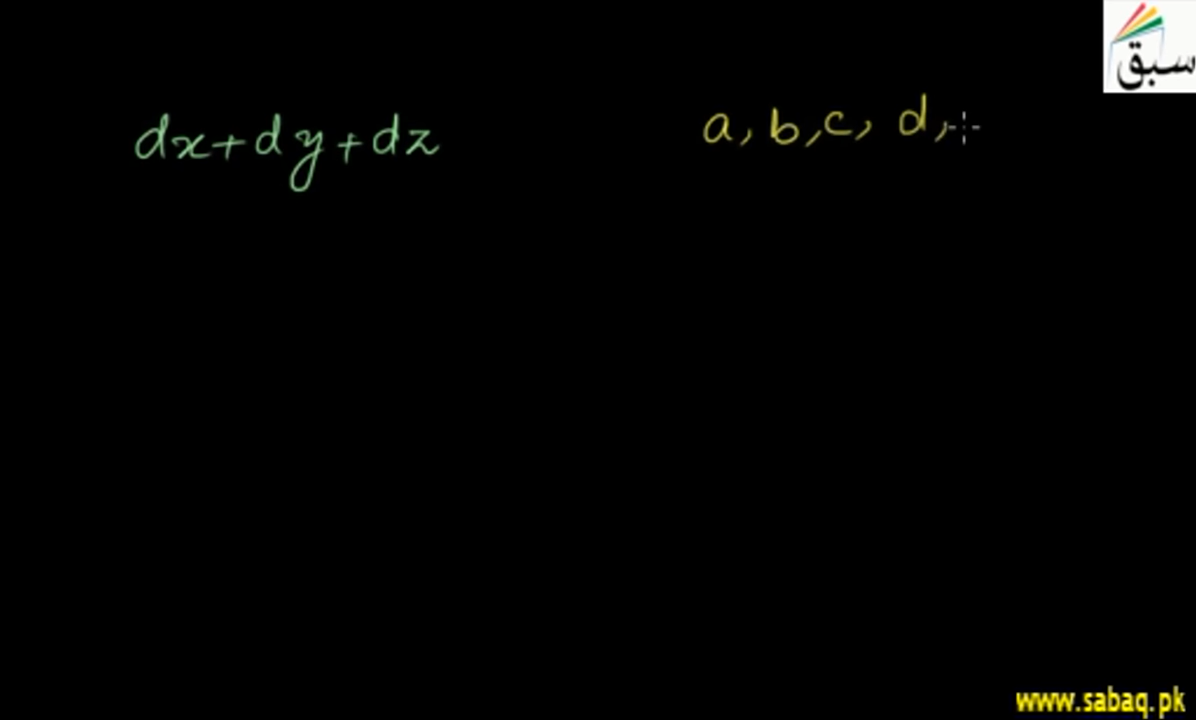 سبق
dx+dy+dz a, b, c, d,
www.sabaq.pk